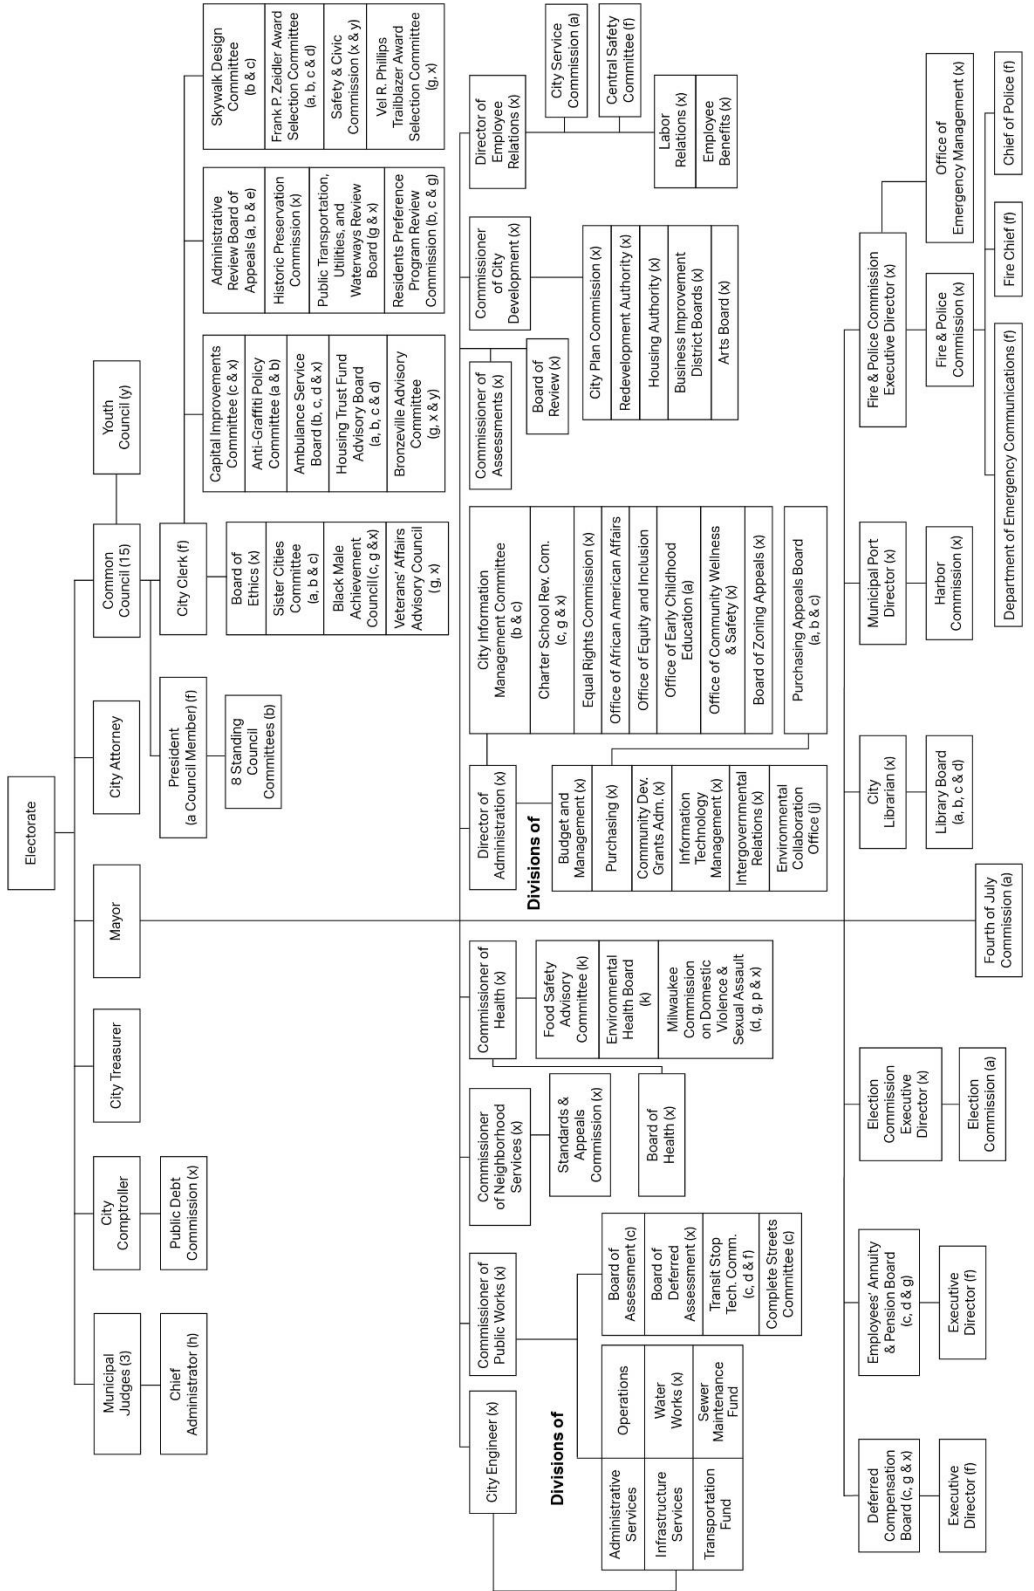 Electorate
Municipal
Judges (3)
Chief
Administrator (h)
City
Comptroller
Public Debt
Commission (x)
City Treasurer
Mayor
City Attorney
Common
Council (15)
Youth
Council (y)
President
(a Council Member) (f)
8 Standing
Council
Committees (b)
City Clerk (f)
Board of
Ethics (x)
Sister Cities
Committee
(a, b & c)
Black Male
Achievement
Council(c, g &x)
Veterans' Affairs
Advisory Council
(g, x)
Capital Improvements
Committee (c & x)
Anti-Graffiti Policy
Committee (a & b)
Ambulance Service
Board (b, c, d & x)
Housing Trust Fund
Advisory Board
(a, b, c & d)
Bronzeville Advisory
Committee
(g, x & y)
Administrative
Review Board of
Appeals (a, b & e)
Historic Preservation
Commission (x)
Public Transportation,
Utilities, and
Waterways Review
Board (g & x)
Residents Preference
Program Review
Commission (b, c & g)
Skywalk Design
Committee
(b & c)
Frank P. Zeidler Award
Selection Committee
(a, b, c & d)
Safety & Civic
Commission (x & y)
Vel R. Phillips
Trailblazer Award
Selection Committee
(g, x)
City Engineer (x)
Commissioner of
Public Works (x)
Divisions of
Administrative
Services
Operations
Infrastructure
Services
Water
Works (x)
Transportation
Fund
Sewer
Maintenance
Fund
Board of
Assessment (c)
Board of
Deferred
Assessment (x)
Transit Stop
Tech. Comm.
(c, d & f)
Complete Streets
Committee (c)
Commissioner
of Neighborhood
Services (x)
Standards &
Appeals
Commission (x)
Commissioner of
Health (x)
Board of
Health (x)
Food Safety
Advisory
Committee (k)
Environmental
Health Board
(k)
Milwaukee
Commission
on Domestic
Violence &
Sexual Assault
(d, g, p & x)
Director of
Administration (x)
Divisions of
Budget and
Management (x)
Purchasing (x)
Community Dev.
Grants Adm. (x)
Information
Technology
Management (x)
Intergovernmental
Relations (x)
Environmental
Collaboration
Office (j)
City Information
Management Committee
(b & c)
Charter School Rev. Com.
(c, g & x)
Equal Rights Commission (x)
Office of African American Affairs
Office of Equity and Inclusion
Office of Early Childhood
Education (a)
Office of Community Wellness
& Safety (x)
Board of Zoning Appeals (x)
Purchasing Appeals Board
(a, b & c)
Commissioner of
Assessments (x)
Board of
Review (x)
Commissioner
of City
Development (x)
City Plan Commission (x)
Redevelopment Authority (x)
Housing Authority (x)
Business Improvement
District Boards (x)
Arts Board (x)
Director of
Employee
Relations (x)
City Service
Commission (a)
Central Safety
Committee (f)
Labor
Relations (x)
Employee
Benefits (x)
Deferred
Compensation
Board (c, g & x)
Executive
Director (f)
Employees' Annuity
& Pension Board
(c, d & g)
Executive
Director (f)
Election
Commission
Executive
Director (x)
Election
Commission (a)
Fourth of July
Commission (a)
City
Librarian (x)
Library Board
(a, b, c & d)
Municipal Port
Director (x)
Harbor
Commission (x)
Fire & Police Commission
Executive Director (x)
Fire & Police
Commission (x)
Office of
Emergency Management (x)
Department of Emergency Communications (f)
Fire Chief (f)
Chief of Police (f)